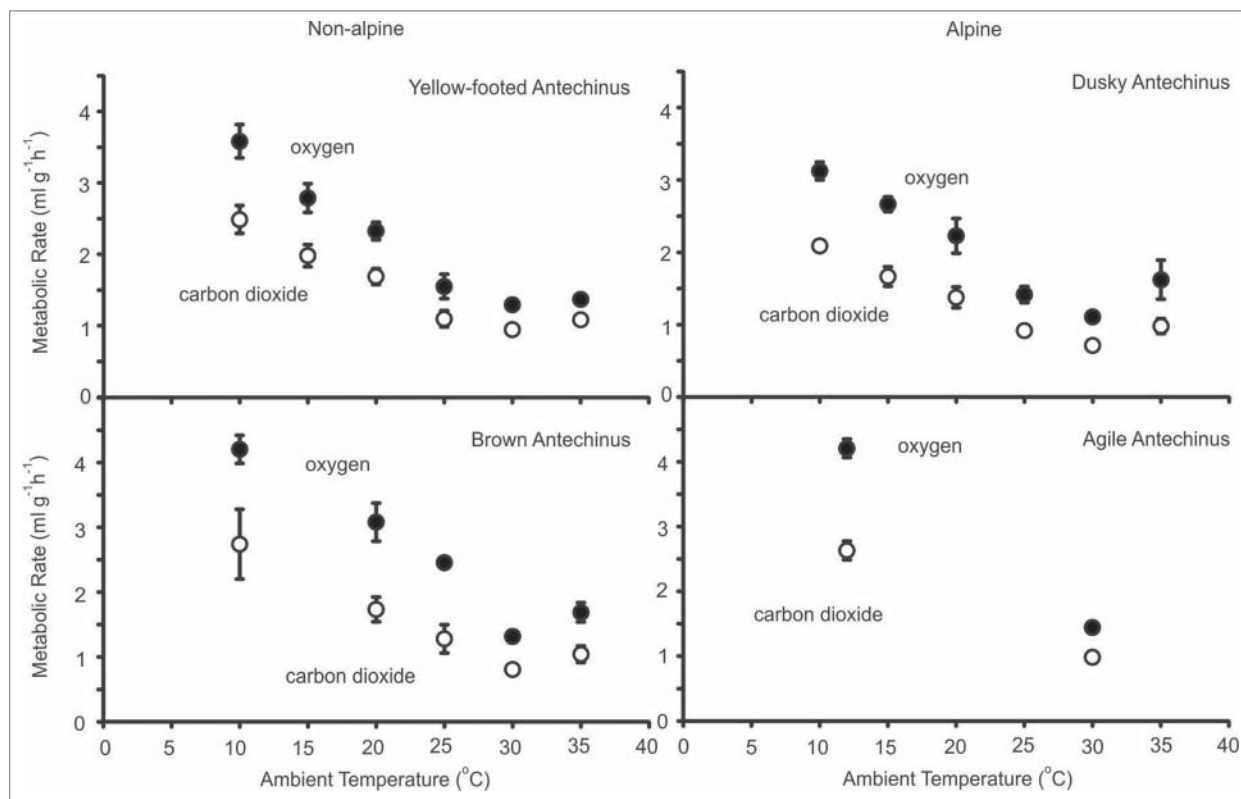 Non-alpine
Alpine
Yellow-footed Antechinus
Dusky Antechinus
Metabolic Rate (ml g⁻¹h⁻¹)
4
3
2
1
0
oxygen
carbon dioxide
4
3
2
1
0
oxygen
carbon dioxide
Brown Antechinus
Agile Antechinus
Metabolic Rate (ml g⁻¹h⁻¹)
4
3
2
1
0
oxygen
carbon dioxide
4
3
2
1
0
oxygen
carbon dioxide
0 5 10 15 20 25 30 35 40
0 5 10 15 20 25 30 35 40
Ambient Temperature (°C)
Ambient Temperature (°C)